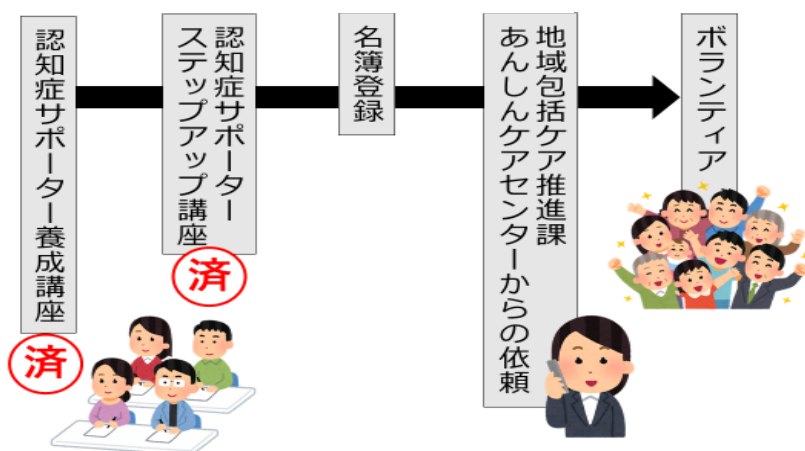 認知症サポーター養成講座
済
認知症サポーター
ステップアップ講座
済
名簿登録
地域包括ケア推進課
あんしんケアセンターからの依頼
ボランティア